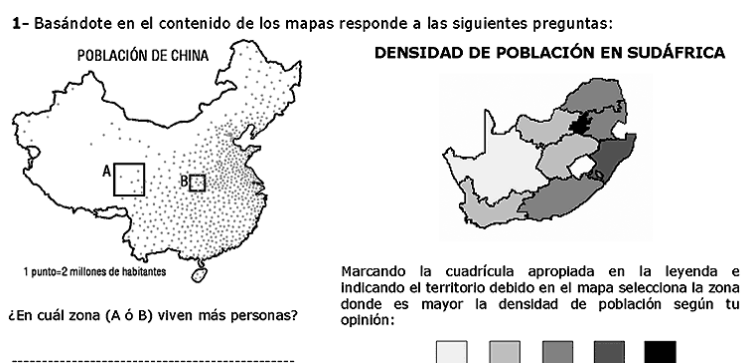 1- Basándote en el contenido de los mapas responde a las siguientes preguntas:
POBLACIÓN DE CHINA
A
B
1 punto=2 millones de habitantes
¿En cuál zona (A ó B) viven más personas?
DENSIDAD DE POBLACIÓN EN SUDÁFRICA
Marcando la cuadrícula apropiada en la leyenda e
indicando el territorio debido en el mapa selecciona la zona
donde es mayor la densidad de población según tu
opinión: